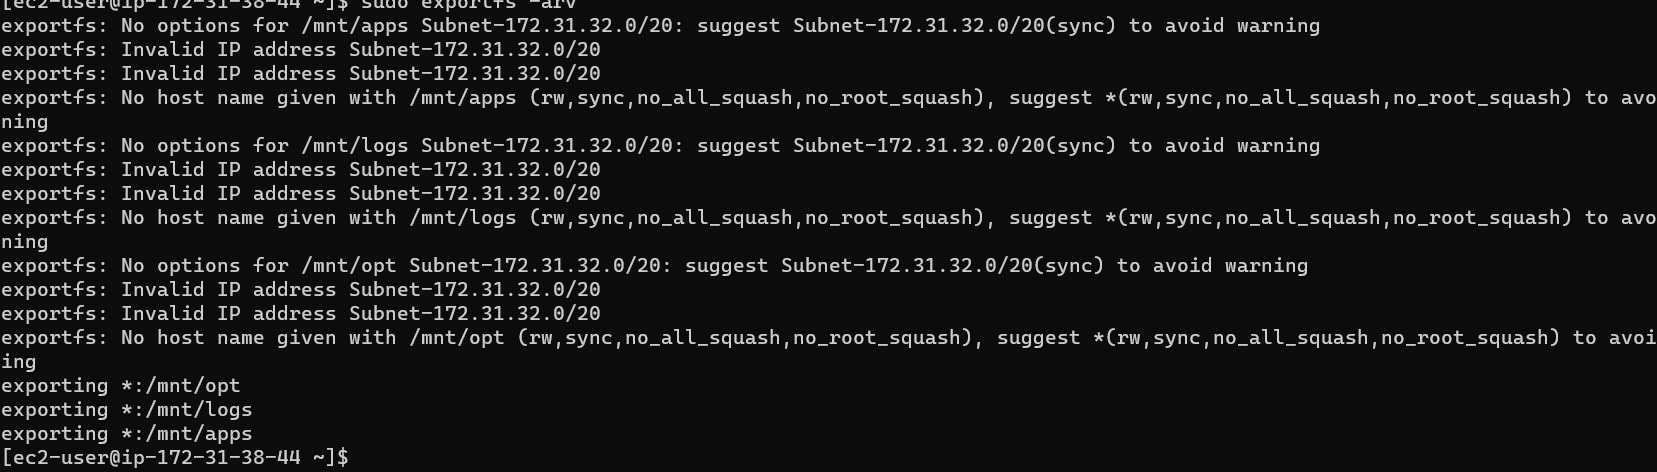 [ec2-user@ip-172-31-38-44 ~]$ sudo exportfs -arv
exportfs: No options for /mnt/apps Subnet-172.31.32.0/20: suggest Subnet-172.31.32.0/20(sync) to avoid warning
exportfs: Invalid IP address Subnet-172.31.32.0/20
exportfs: Invalid IP address Subnet-172.31.32.0/20
exportfs: No host name given with /mnt/apps (rw,sync,no_all_squash,no_root_squash), suggest *(rw,sync,no_all_squash,no_root_squash) to avo
ning
exportfs: No options for /mnt/logs Subnet-172.31.32.0/20: suggest Subnet-172.31.32.0/20(sync) to avoid warning
exportfs: Invalid IP address Subnet-172.31.32.0/20
exportfs: Invalid IP address Subnet-172.31.32.0/20
exportfs: No host name given with /mnt/logs (rw,sync,no_all_squash,no_root_squash), suggest *(rw,sync,no_all_squash,no_root_squash) to avo
ning
exportfs: No options for /mnt/opt Subnet-172.31.32.0/20: suggest Subnet-172.31.32.0/20(sync) to avoid warning
exportfs: Invalid IP address Subnet-172.31.32.0/20
exportfs: Invalid IP address Subnet-172.31.32.0/20
exportfs: No host name given with /mnt/opt (rw,sync,no_all_squash,no_root_squash), suggest *(rw,sync,no_all_squash,no_root_squash) to avoi
ing
exporting *:/mnt/opt
exporting *:/mnt/logs
exporting *:/mnt/apps
[ec2-user@ip-172-31-38-44 ~]$